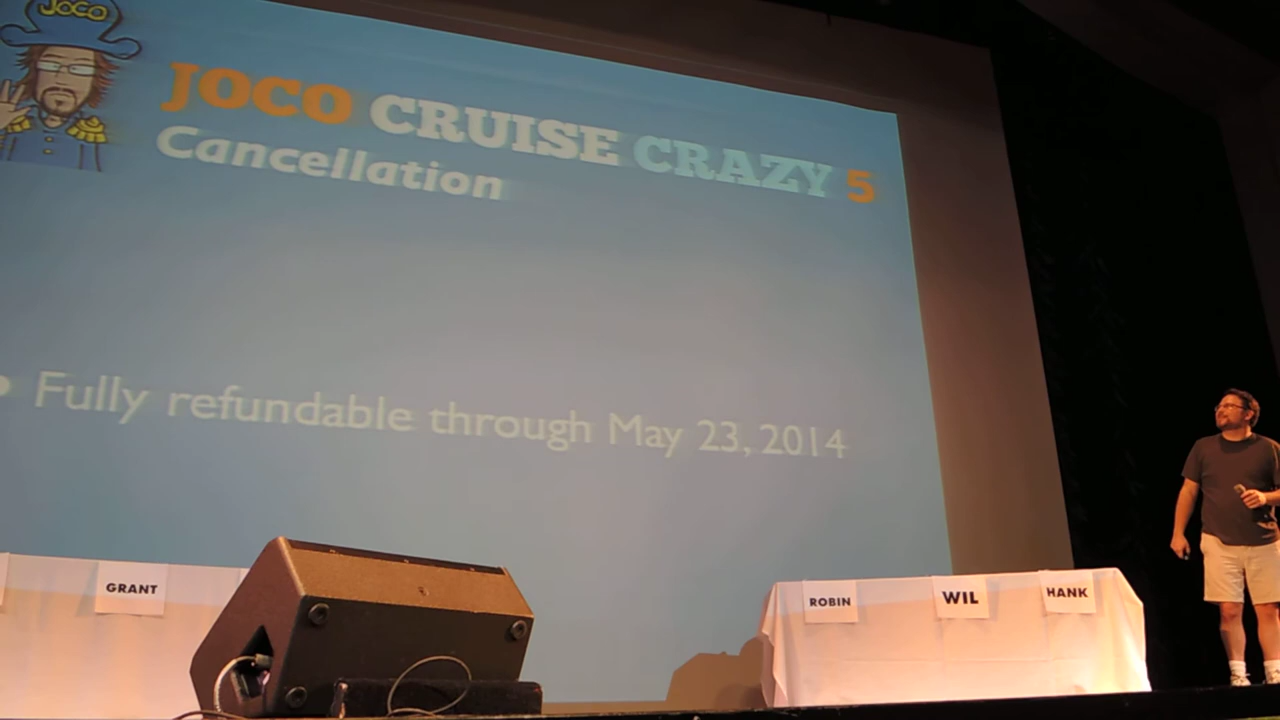 JOCO
JOCO CRUISE CRAZY 5
Cancellation
• Fully refundable through May 23, 2014
GRANT
ROBIN
WIL
HANK